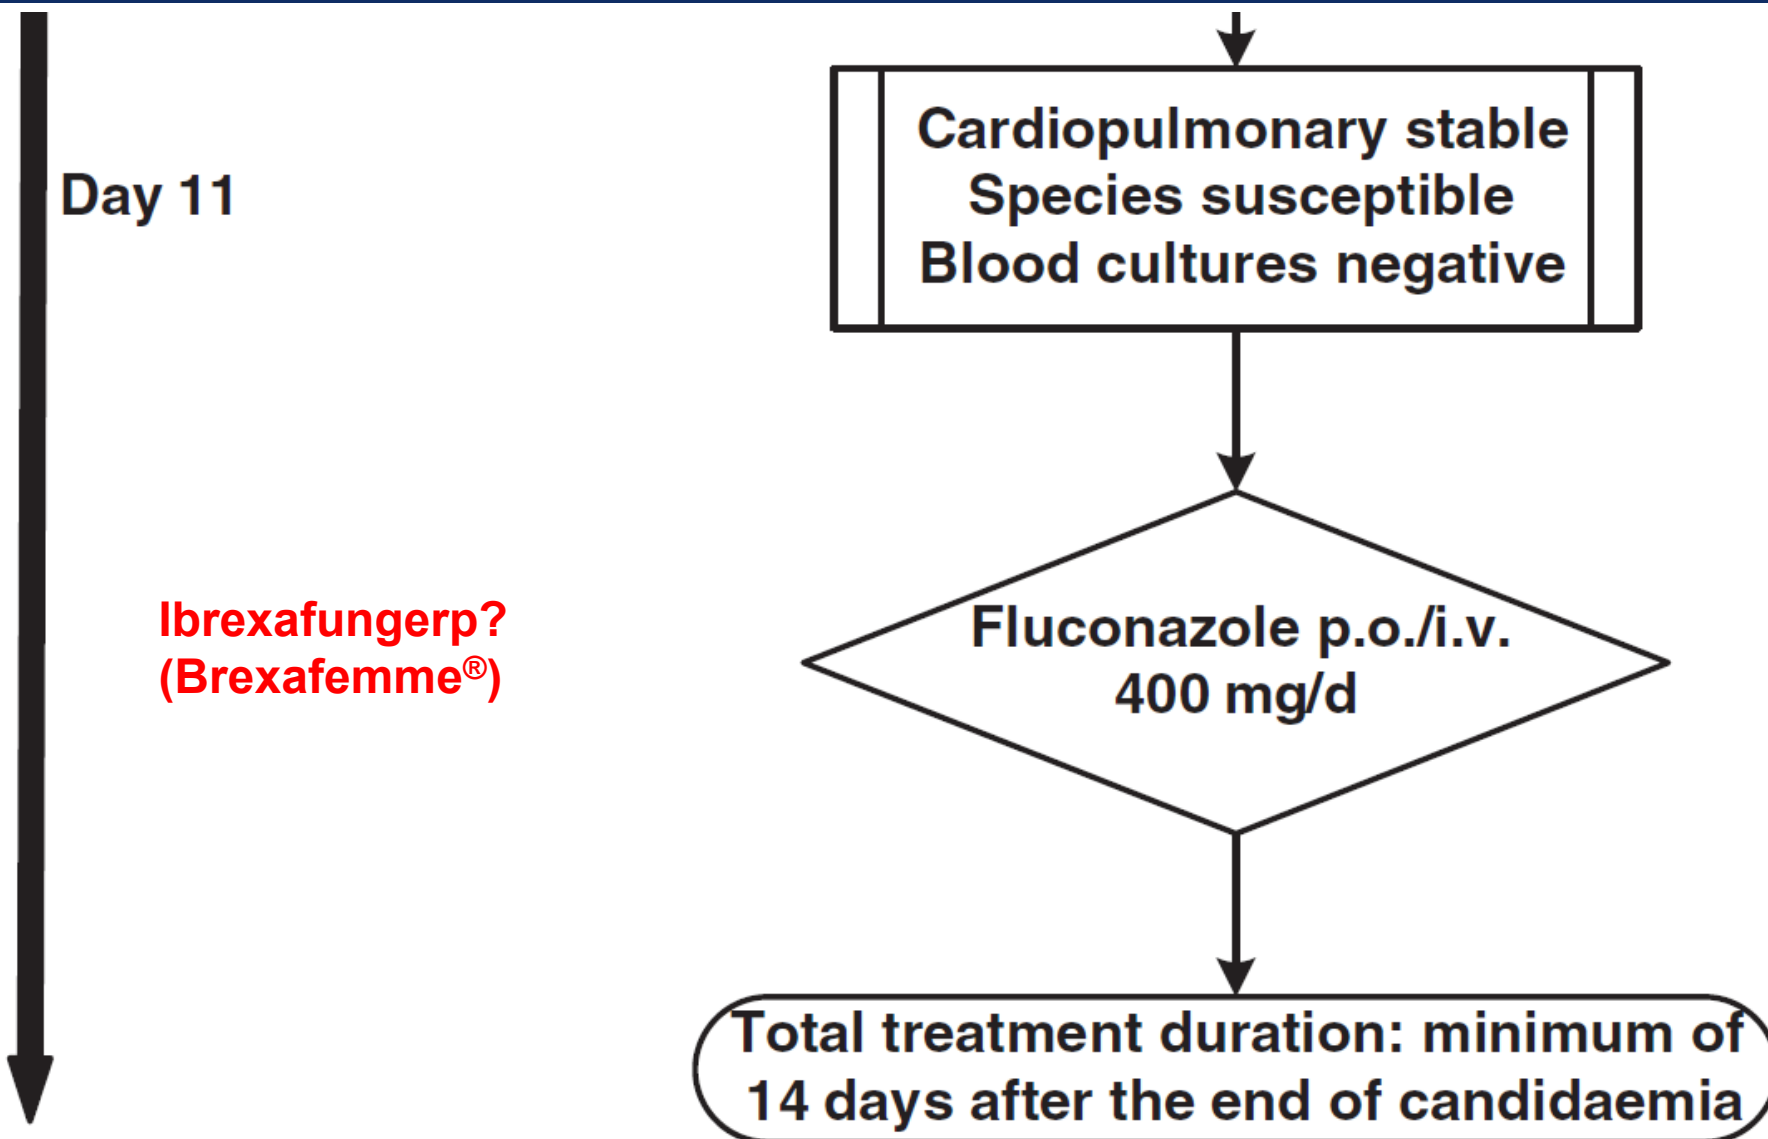 Day 11
Cardiopulmonary stable
Species susceptible
Blood cultures negative
Ibrexafungerp?
(Brexafemme®)
Fluconazole p.o./i.v.
400 mg/d
Total treatment duration: minimum of
14 days after the end of candidaemia